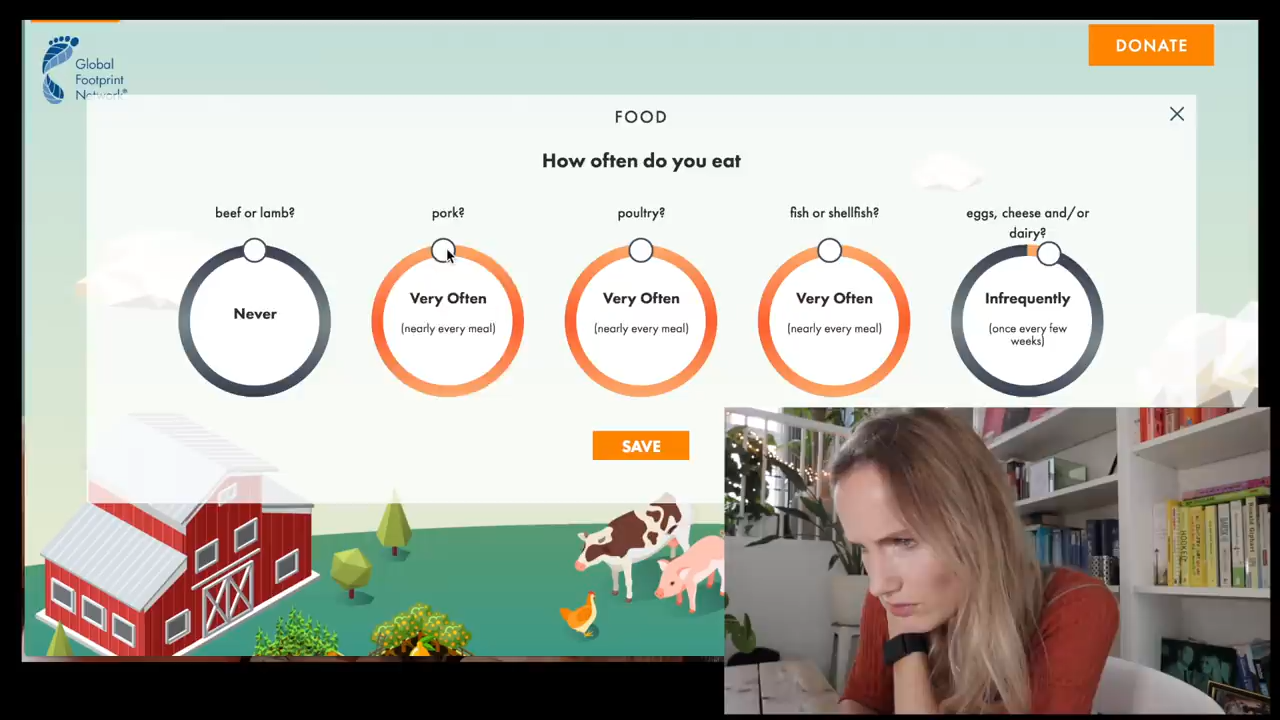 Global
Footprint
Network®
DONATE
FOOD
How often do you eat
beef or lamb?
pork?
poultry?
fish or shellfish?
eggs, cheese and/or
dairy?
Never
Very Often
(nearly every meal)
Very Often
(nearly every meal)
Very Often
(nearly every meal)
Infrequently
(once every few
weeks)
SAVE